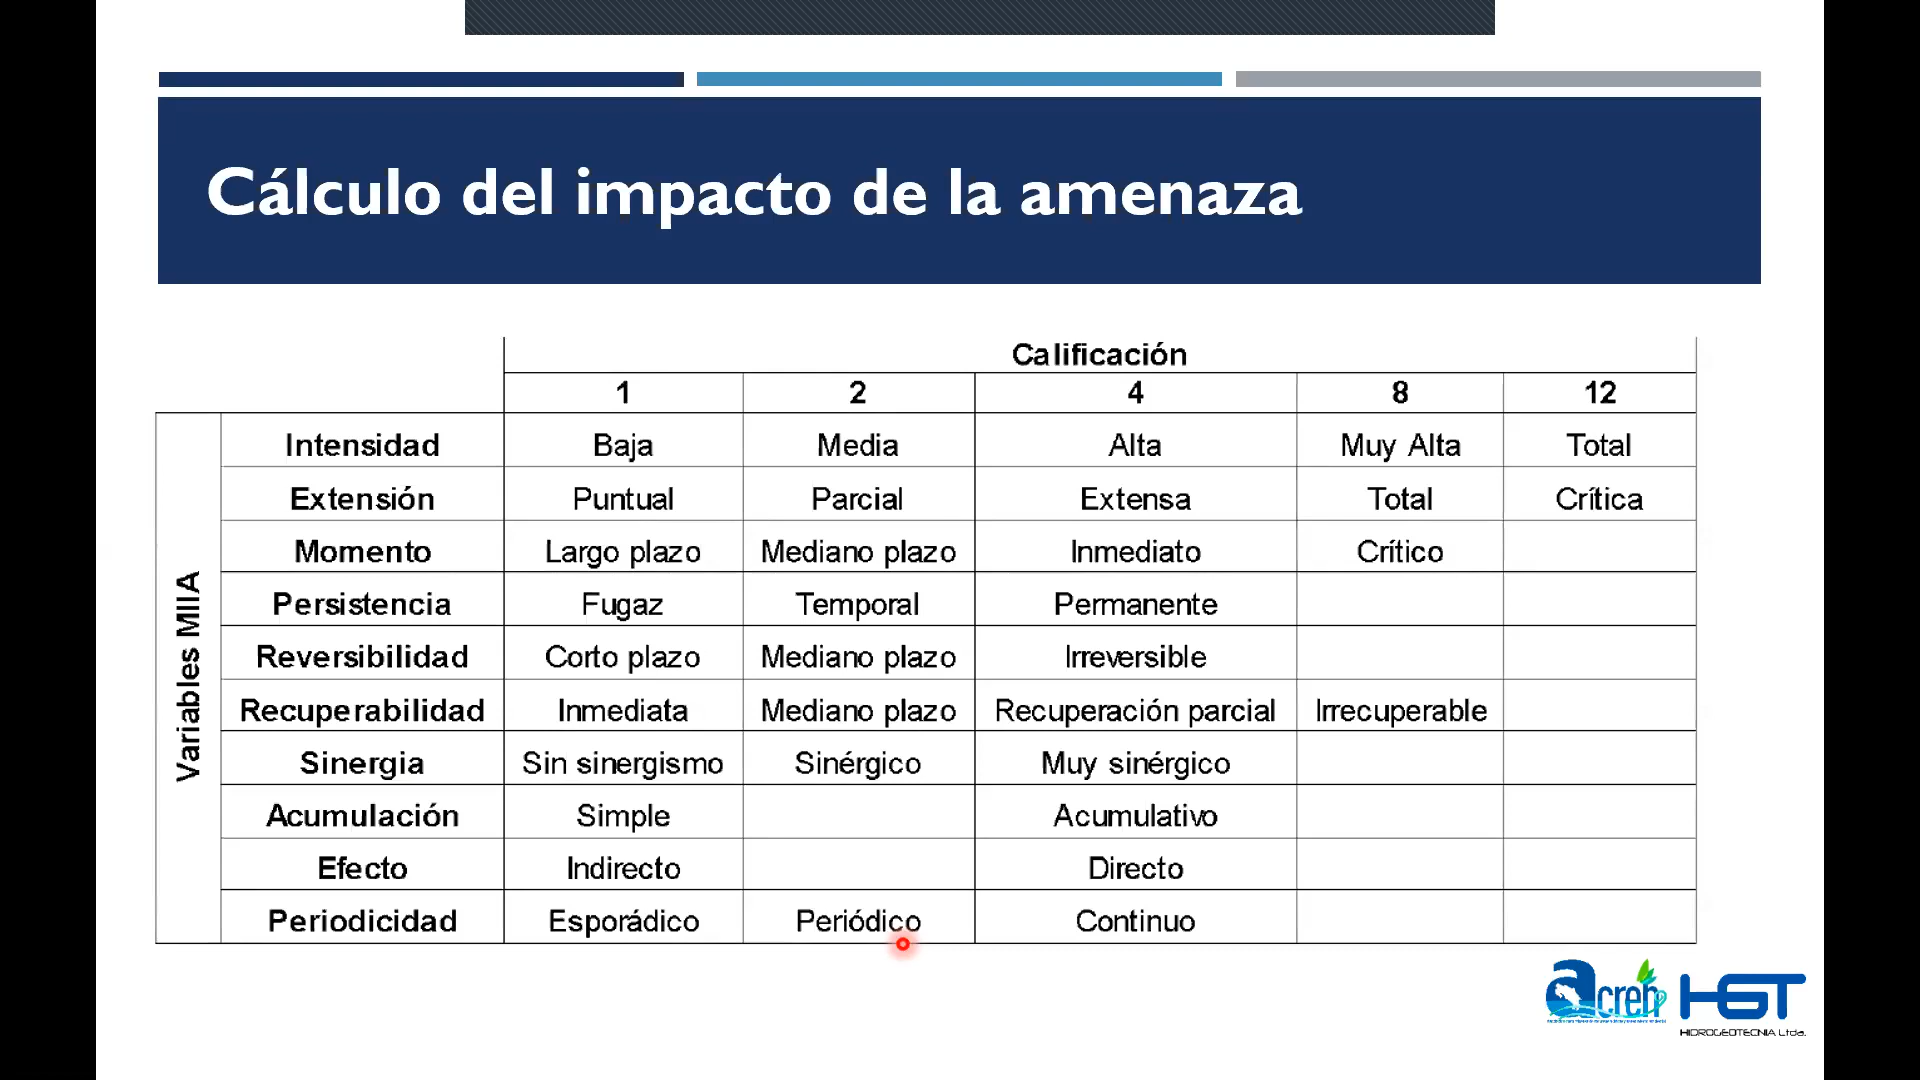 Cálculo del impacto de la amenaza
Calificación
1 2 4 8 12
Variables MIIA
Intensidad Baja Media Alta Muy Alta Total
Extensión Puntual Parcial Extensa Total Crítica
Momento Largo plazo Mediano plazo Inmediato Crítico
Persistencia Fugaz Temporal Permanente
Reversibilidad Corto plazo Mediano plazo Irreversible
Recuperabilidad Inmediata Mediano plazo Recuperación parcial Irrecuperable
Sinergia Sin sinergismo Sinérgico Muy sinérgico
Acumulación Simple Acumulativo
Efecto Indirecto Directo
Periodicidad Esporádico Periódico Continuo
acreh HGT
HIDROGEOTECNIA Ltda.